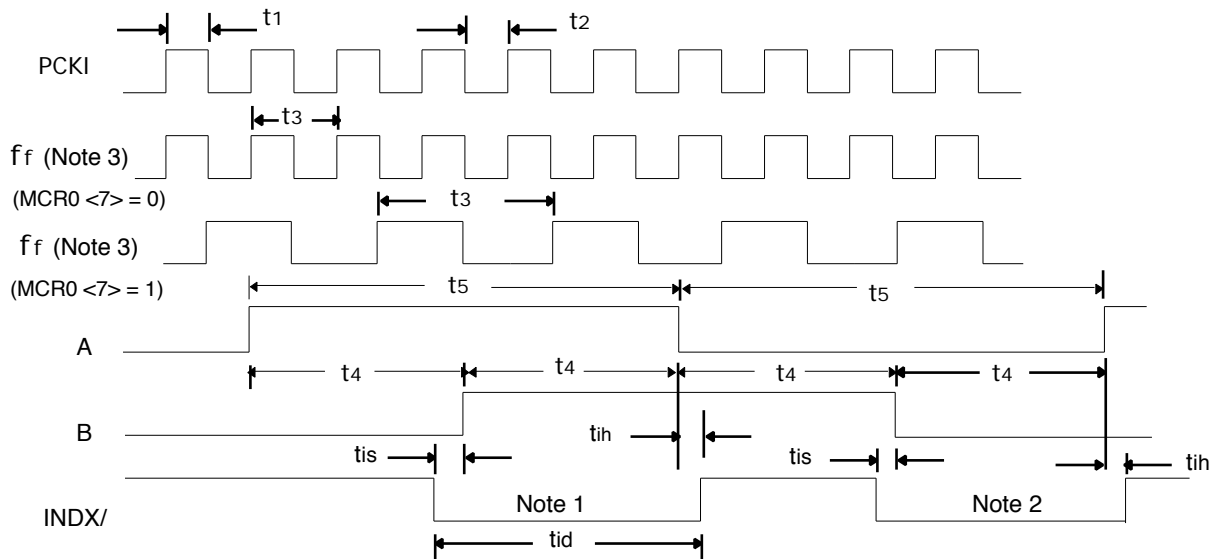 t1 t2
PCKI
t3
ff (Note 3)
(MCR0 <7> = 0)
t3
ff (Note 3)
(MCR0 <7> = 1)
t5 t5
A
t4 t4 t4 t4
B
tih
tis tis tih
Note 1 Note 2
INDX/
tid